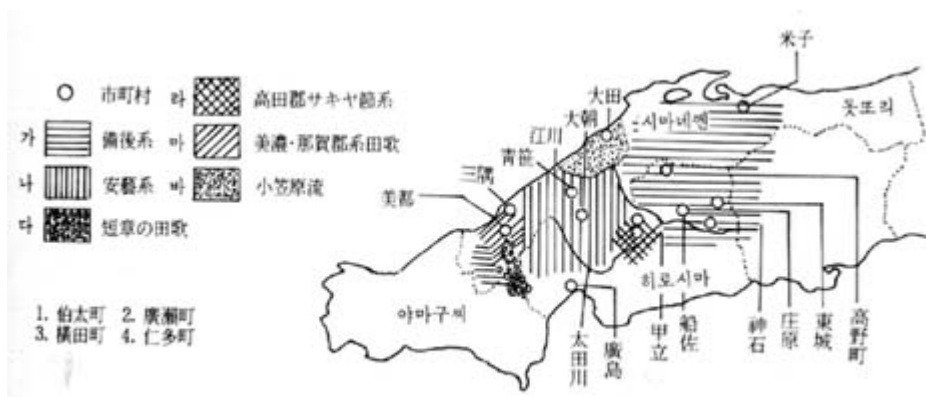 米子
大田
大朝
江川
青笹
三隅
美都
시마네껜
돗또리
히로시마
야마구찌
○ 市町村
가 備後系
나 安藝系
다 短章の田歌
라 高田郡サキヤ節系
마 美濃・那賀郡系田歌
바 小笠原流
1. 伯太町 2. 廣瀬町
3. 横田町 4. 仁多町
太田川
廣島
甲立
船佐
神石
庄原
東城
高野町